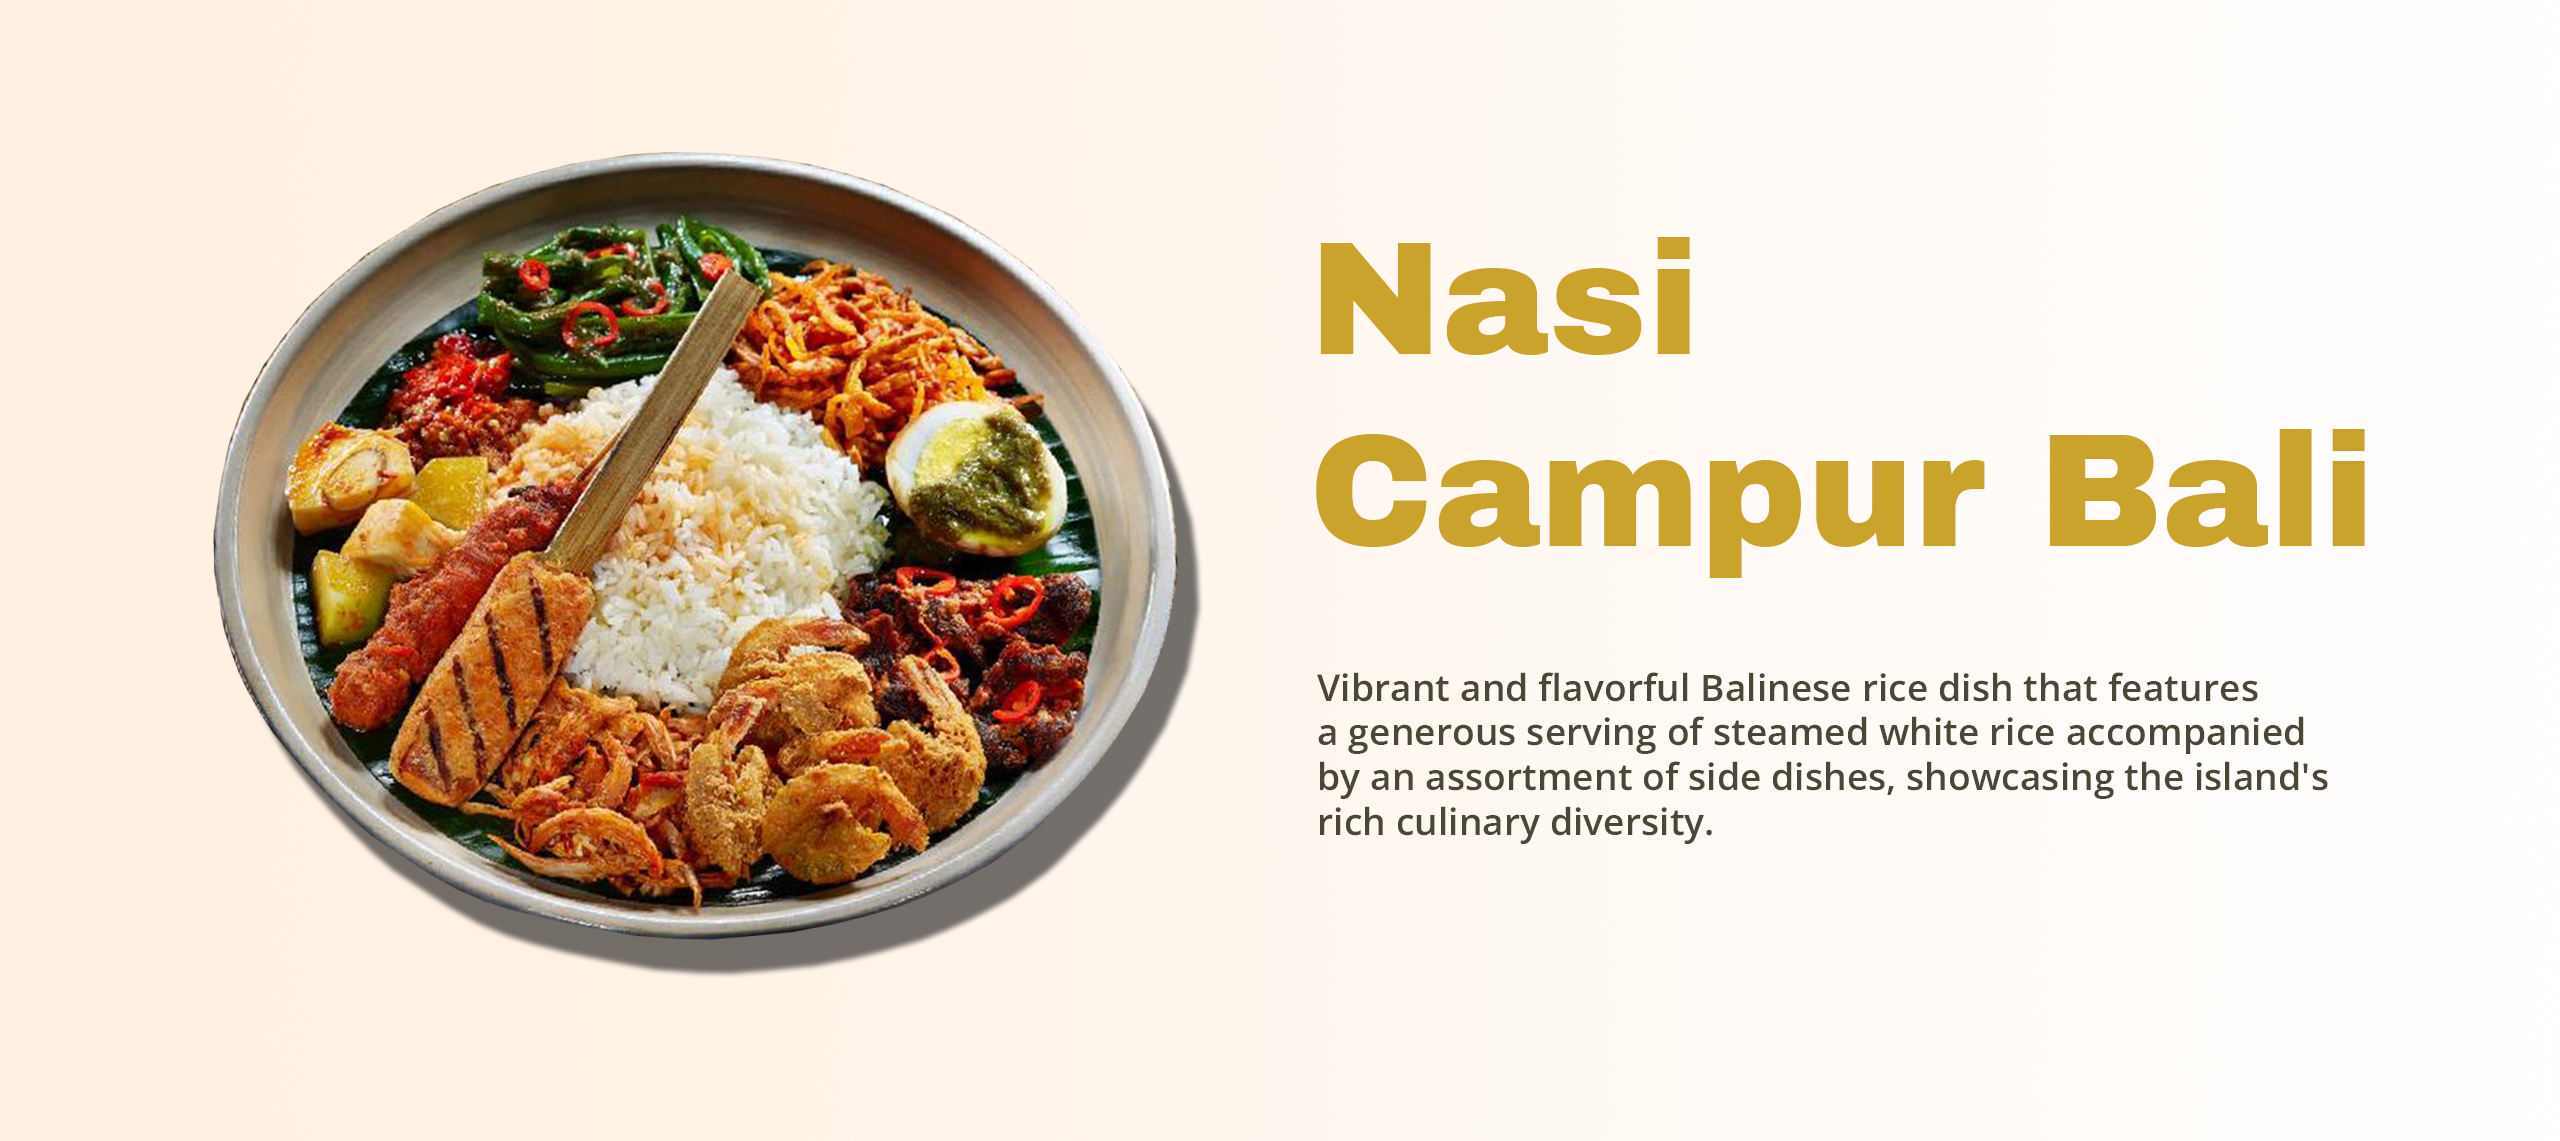 Nasi
Campur Bali
Vibrant and flavorful Balinese rice dish that features
a generous serving of steamed white rice accompanied
by an assortment of side dishes, showcasing the island's
rich culinary diversity.